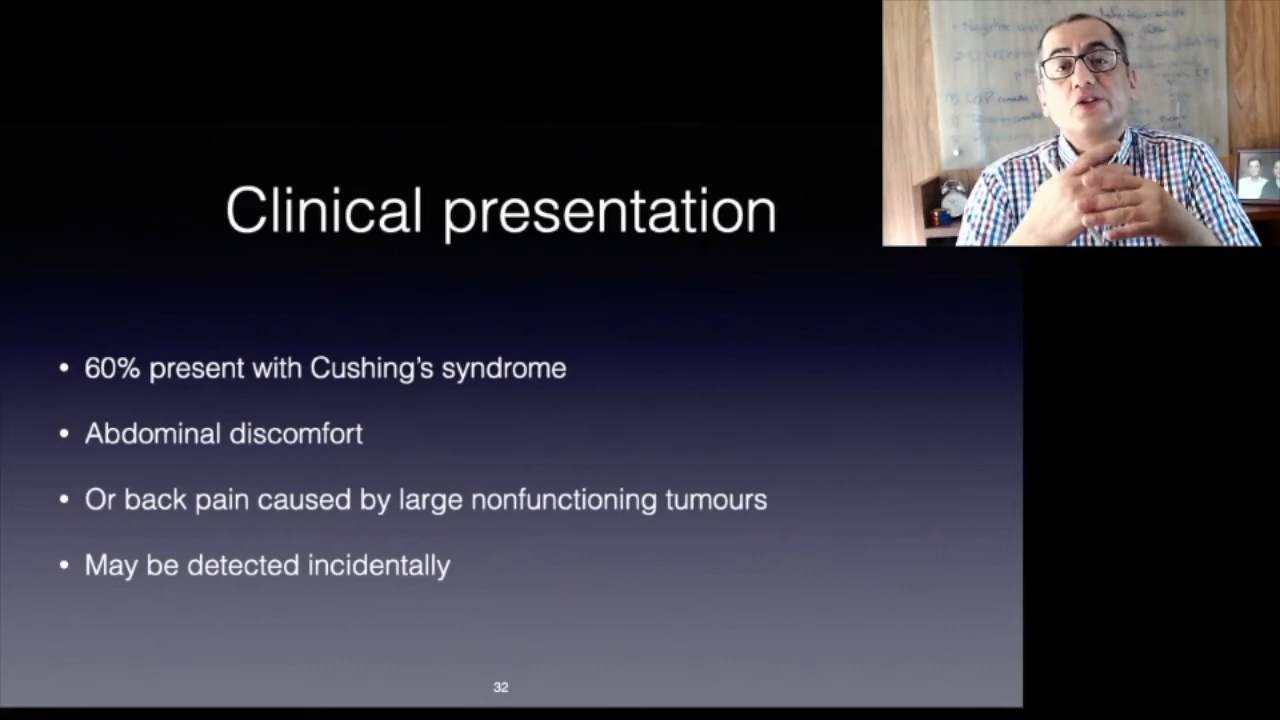 Clinical presentation
• 60% present with Cushing's syndrome
• Abdominal discomfort
• Or back pain caused by large nonfunctioning tumours
• May be detected incidentally
32